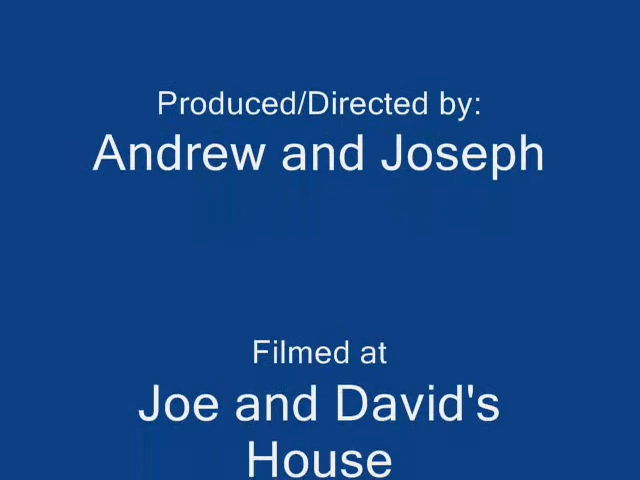 Produced/Directed by:
Andrew and Joseph
Filmed at
Joe and David's
House